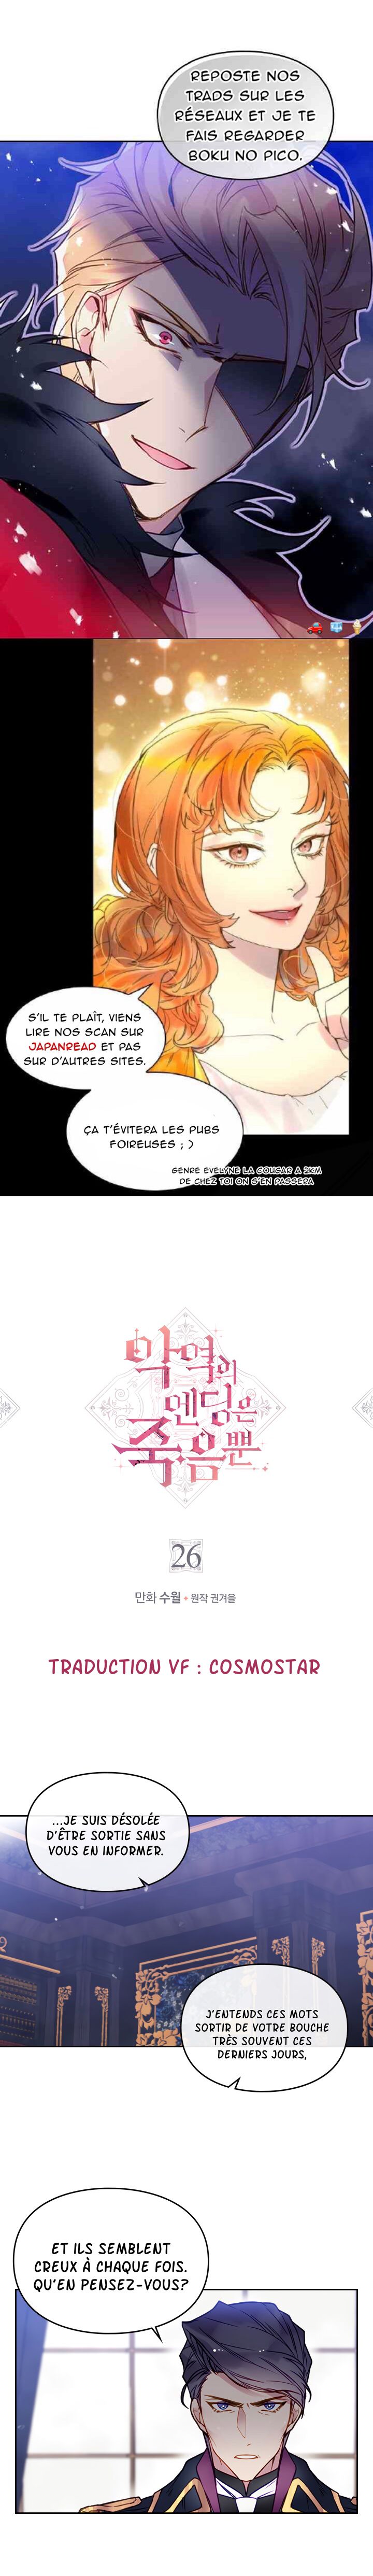 REPOSTE NOS
TRADS SUR LES
RÉSEAUX ET JE TE
FAIS REGARDER
BOKU NO PICO.
S'IL TE PLAÎT, VIENS
LIRE NOS SCAN SUR
JAPANREAD ET PAS
SUR D'AUTRES SITES.
ÇA T'ÉVITERA LES PUBS
FOIREUSES ; )
GENRE EVELYNE LA COUGAR A 2KM
DE CHEZ TOI ON S'EN PASSERA
악역의
엔딩은
죽음뿐
26
만화 수월 • 원작 권겨을
TRADUCTION VF : COSMOSTAR
...JE SUIS DÉSOLÉE
D'ÊTRE SORTIE SANS
VOUS EN INFORMER.
J'ENTENDS CES MOTS
SORTIR DE VOTRE BOUCHE
TRÈS SOUVENT CES
DERNIERS JOURS,
ET ILS SEMBLENT
CREUX À CHAQUE FOIS.
QU'EN PENSEZ-VOUS?